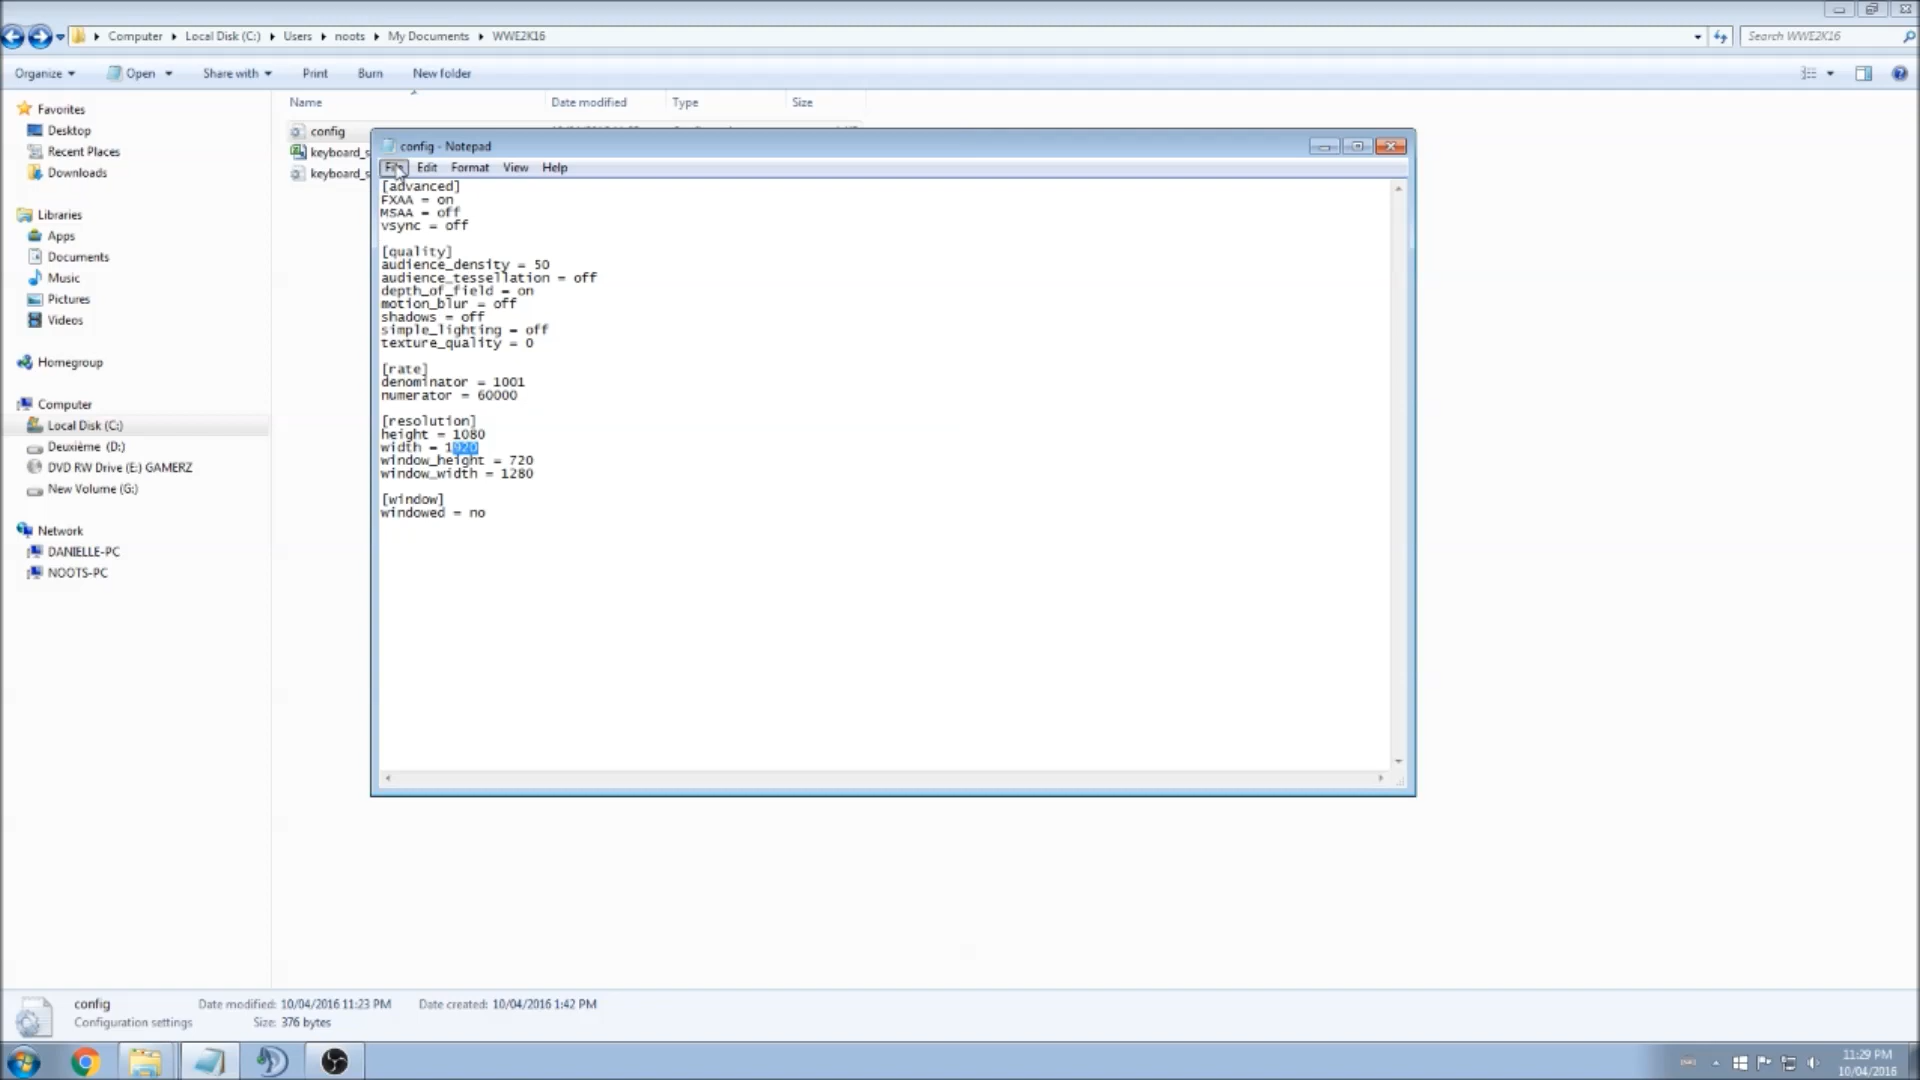 Computer Local Disk (C:) Users noots My Documents WWE2K16
Search WWE2K16
Organize Open Share with Print Burn New folder
Favorites
Desktop
Recent Places
Downloads
Libraries
Apps
Documents
Music
Pictures
Videos
Homegroup
Computer
Local Disk (C:)
Deuxième (D:)
DVD RW Drive (E:) GAMERZ
New Volume (G:)
Network
DANIELLE-PC
NOOTS-PC
Name Date modified Type Size
config
keyboard_s
keyboard_s
config - Notepad
File Edit Format View Help
[advanced]
FXAA = on
MSAA = off
vsync = off
[quality]
audience_density = 50
audience_tessellation = off
depth_of_field = on
motion_blur = off
shadows = off
simple_lighting = off
texture_quality = 0
[rate]
denominator = 1001
numerator = 60000
[resolution]
height = 1080
width = 1920
window_height = 720
window_width = 1280
[window]
windowed = no
config Date modified: 10/04/2016 11:23 PM Date created: 10/04/2016 1:42 PM
Configuration settings Size: 376 bytes
11:29 PM
10/04/2016